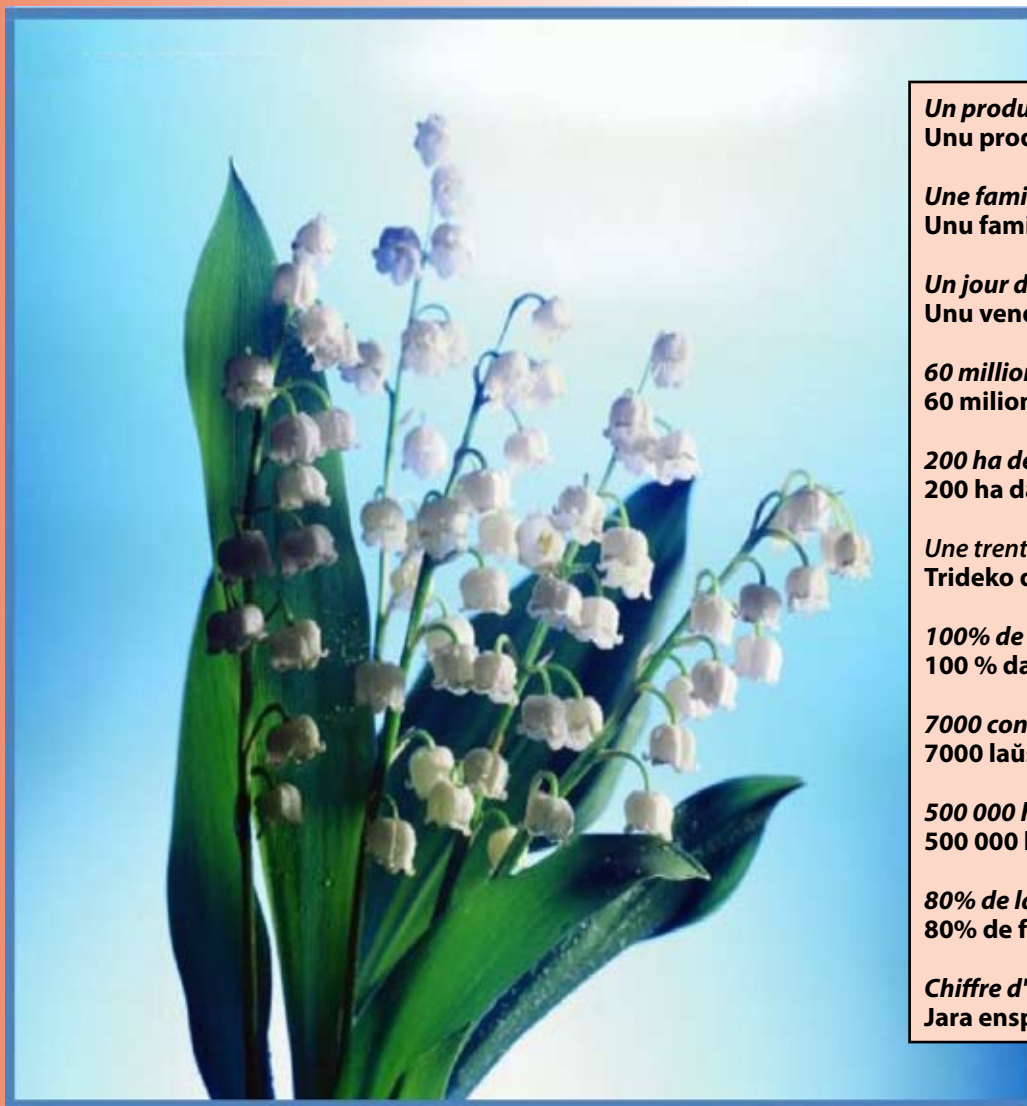 Un produ
Unu prod
Une fami
Unu fami
Un jour d
Unu vend
60 million
60 milion
200 ha de
200 ha da
Une trent
Trideko d
100% de
100 % da
7000 con
7000 laŭ
500 000
500 000
80% de la
80% de f
Chiffre d'
Jara ensp